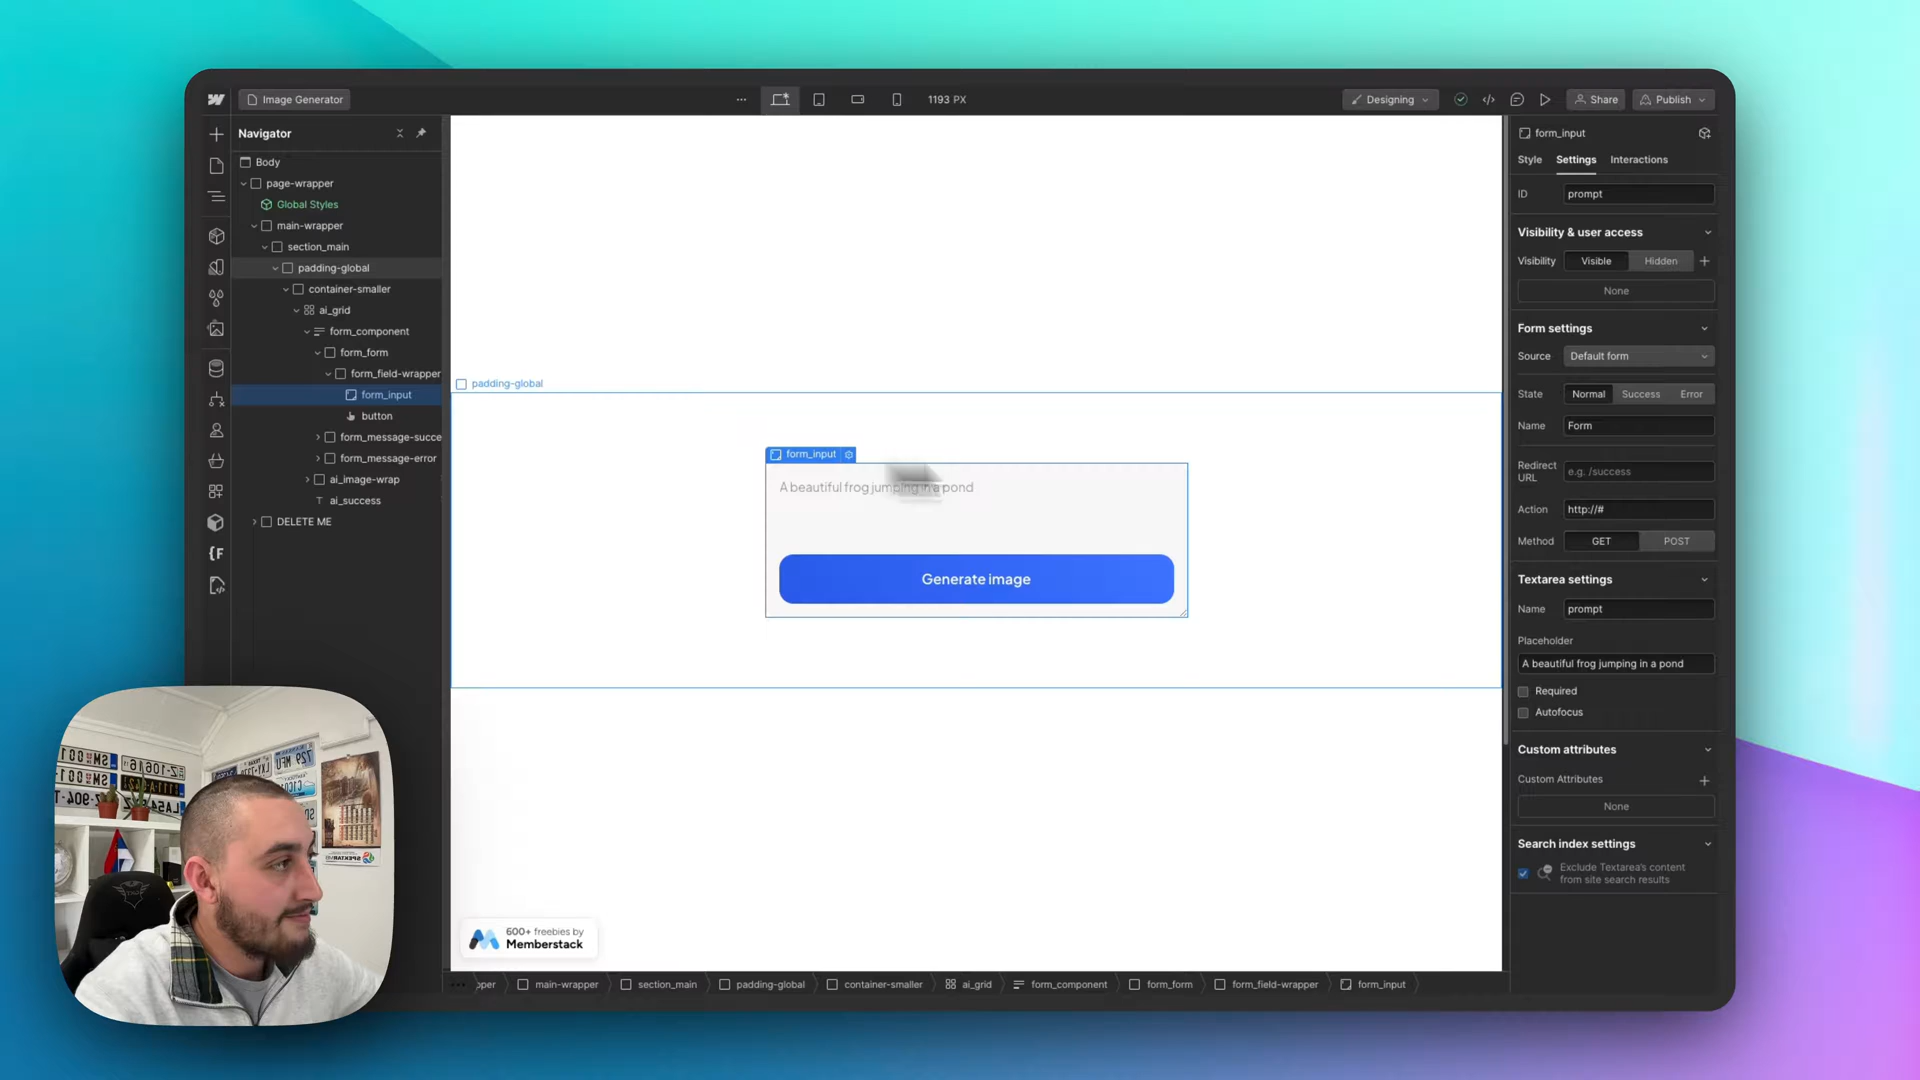 Image Generator
1193 PX
Designing
Share
Publish
Navigator
Body
page-wrapper
Global Styles
main-wrapper
section_main
padding-global
container-smaller
ai_grid
form_component
form_form
form_field-wrapper
form_input
button
form_message-succe
form_message-error
ai_image-wrap
ai_success
DELETE ME
padding-global
form_input
A beautiful frog jumping in a pond
Generate image
600+ freebies by
Memberstack
form_input
Style Settings Interactions
ID prompt
Visibility & user access
Visibility Visible Hidden
None
Form settings
Source Default form
State Normal Success Error
Name Form
Redirect URL e.g. /success
Action http://#
Method GET POST
Textarea settings
Name prompt
Placeholder
A beautiful frog jumping in a pond
Required
Autofocus
Custom attributes
Custom Attributes
None
Search index settings
Exclude Textarea's content
from site search results
pper main-wrapper section_main padding-global container-smaller ai_grid form_component form_form form_field-wrapper form_input